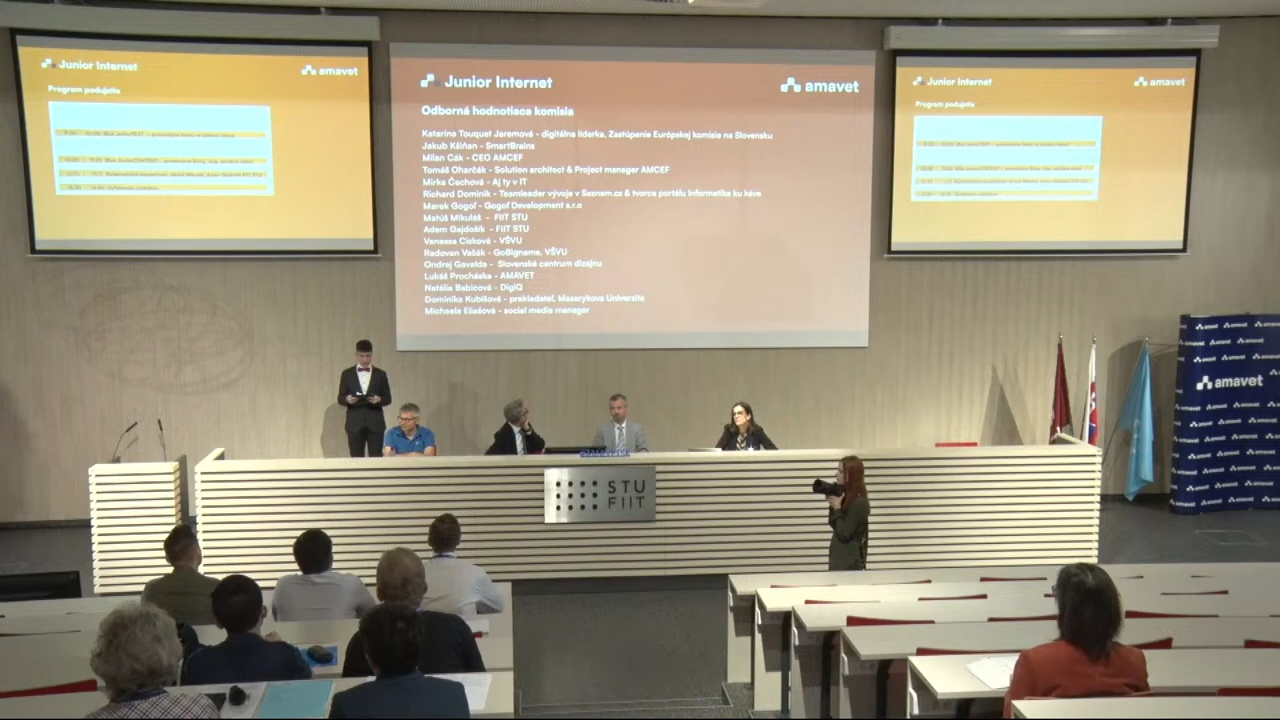 Junior Internet
amavet
Program podujatia
Junior Internet
amavet
Odborná hodnotiaca komisia
Katarína Touquet Jaremová - digitálna líderka, Zastúpenie Európskej komisie na Slovensku
Jakub Kéiňan - SmartBrains
Milan Čák - CEO AMCEF
Tomáš Oharčák - Solution architect & Project manager AMCEF
Mirka Čechová - Aj ty v IT
Richard Dominik - Teamleader vývoja v Seznam.cz & tvorce portálu Informatika ku káve
Marek Gogoľ - Gogoľ Development s.r.o
Matúš Mikuláš - FIIT STU
Adam Gajdošík - FIIT STU
Vanessa Cisková - VŠVU
Radovan Vašák - GoBigname, VŠVU
Ondrej Gavalda - Slovenské centrum dizajnu
Lukáš Procháska - AMAVET
Natália Babicová - DigiQ
Dominika Kubišová - prekladateľ, Masarykova Univerzita
Michaela Eliašová - social media manager
Junior Internet
amavet
Program podujatia
amavet
STU
FIIT